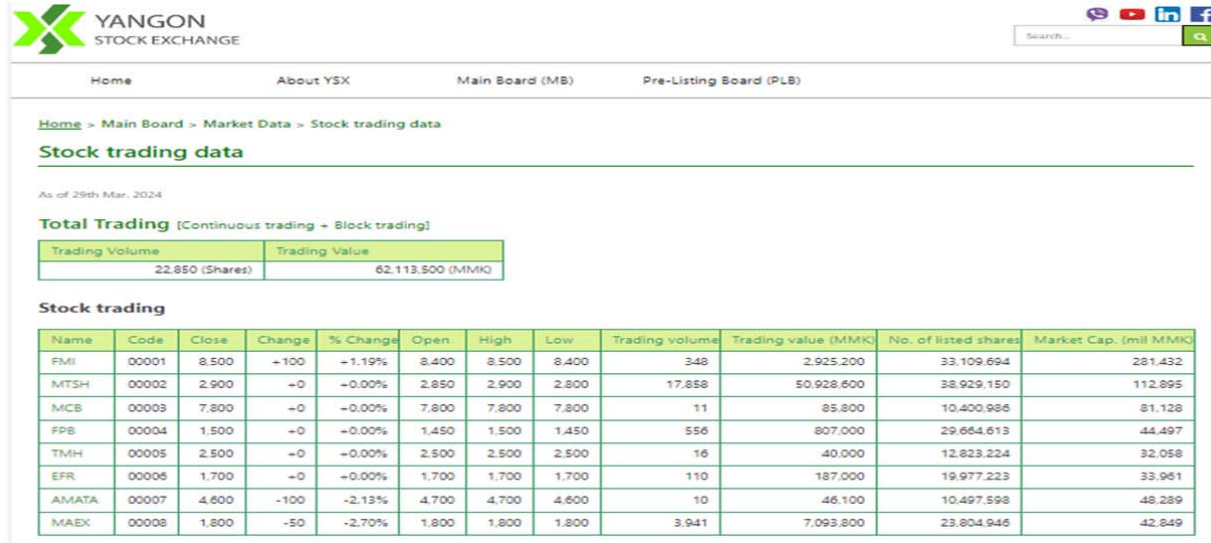 YANGON
STOCK EXCHANGE
in f
Search...
Home About YSX Main Board (MB) Pre-Listing Board (PLB)
Home > Main Board > Market Data > Stock trading data
Stock trading data
As of 29th Mar. 2024
Total Trading [Continuous trading + Block trading]
Trading Volume Trading Value
22,850 (Shares) 62,113,500 (MMK)
Stock trading
Name Code Close Change % Change Open High Low Trading volume Trading value (MMK) No. of listed shares Market Cap. (mil MMK)
FMI 00001 8,500 +100 +1.19% 8,400 8,500 8,400 348 2,925,200 33,109,694 281,432
MTSH 00002 2,900 +0 +0.00% 2,850 2,900 2,800 17,858 50,928,600 38,929,150 112,895
MCB 00003 7,800 +0 +0.00% 7,800 7,800 7,800 11 85,800 10,400,986 81,128
FPB 00004 1,500 +0 +0.00% 1,450 1,500 1,450 556 807,000 29,664,613 44,497
TMH 00005 2,500 +0 +0.00% 2,500 2,500 2,500 16 40,000 12,823,224 32,058
EFR 00006 1,700 +0 +0.00% 1,700 1,700 1,700 110 187,000 19,977,223 33,961
AMATA 00007 4,600 -100 -2.13% 4,700 4,700 4,600 10 46,100 10,497,598 48,289
MAEX 00008 1,800 -50 -2.70% 1,800 1,800 1,800 3,941 7,093,800 23,804,946 42,849